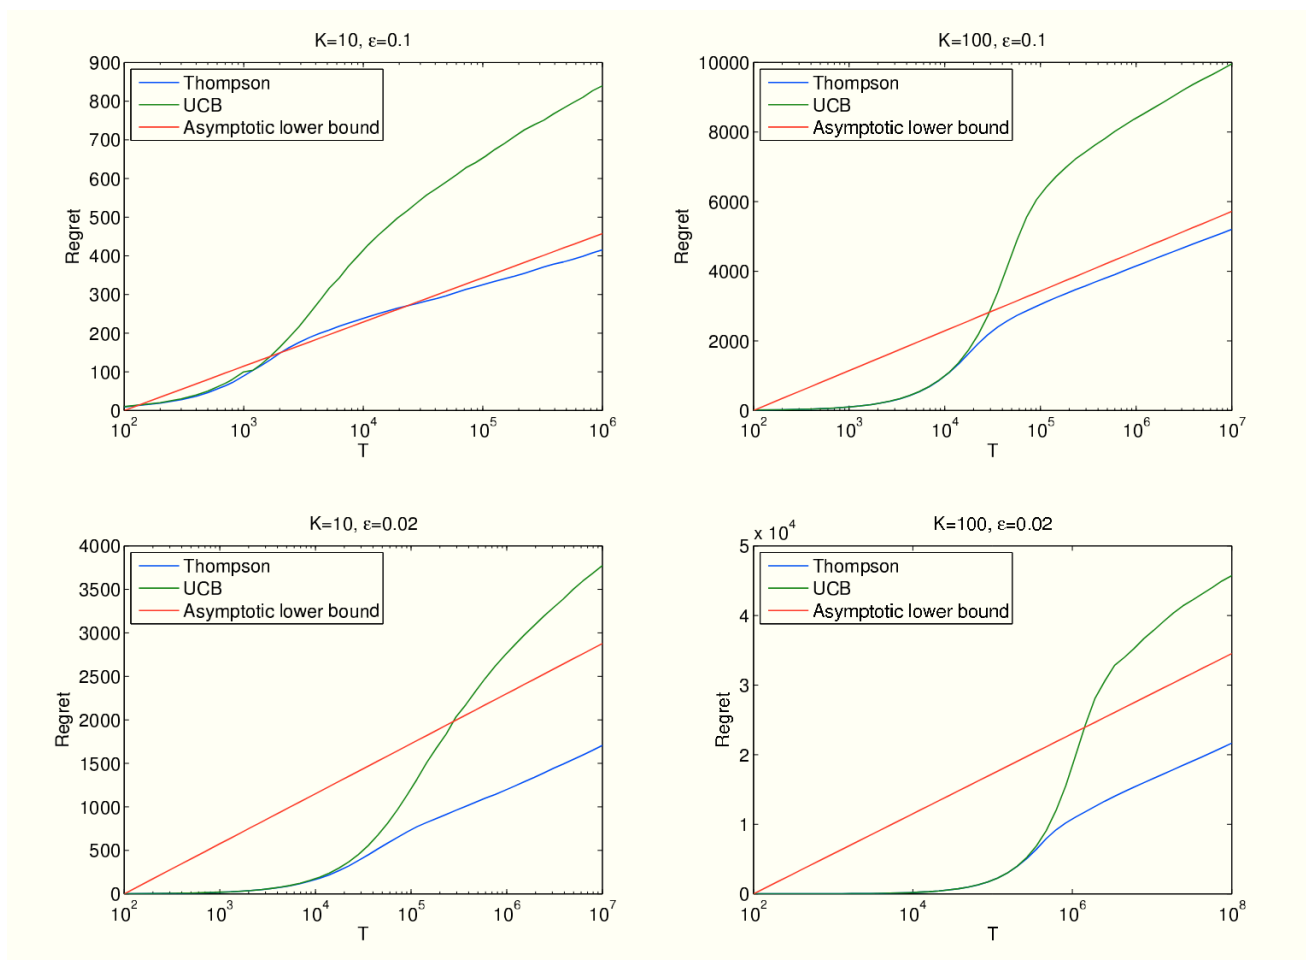 K=10, ε=0.1
900
800
700
600
500
400
300
200
100
0
Regret
Thompson
UCB
Asymptotic lower bound
10^2 10^3 10^4 10^5 10^6
T
K=100, ε=0.1
10000
8000
6000
4000
2000
0
Regret
Thompson
UCB
Asymptotic lower bound
10^2 10^3 10^4 10^5 10^6 10^7
T
K=10, ε=0.02
4000
3500
3000
2500
2000
1500
1000
500
0
Regret
Thompson
UCB
Asymptotic lower bound
10^2 10^3 10^4 10^5 10^6 10^7
T
K=100, ε=0.02
x 10^4
5
4
3
2
1
0
Regret
Thompson
UCB
Asymptotic lower bound
10^2 10^4 10^6 10^8
T